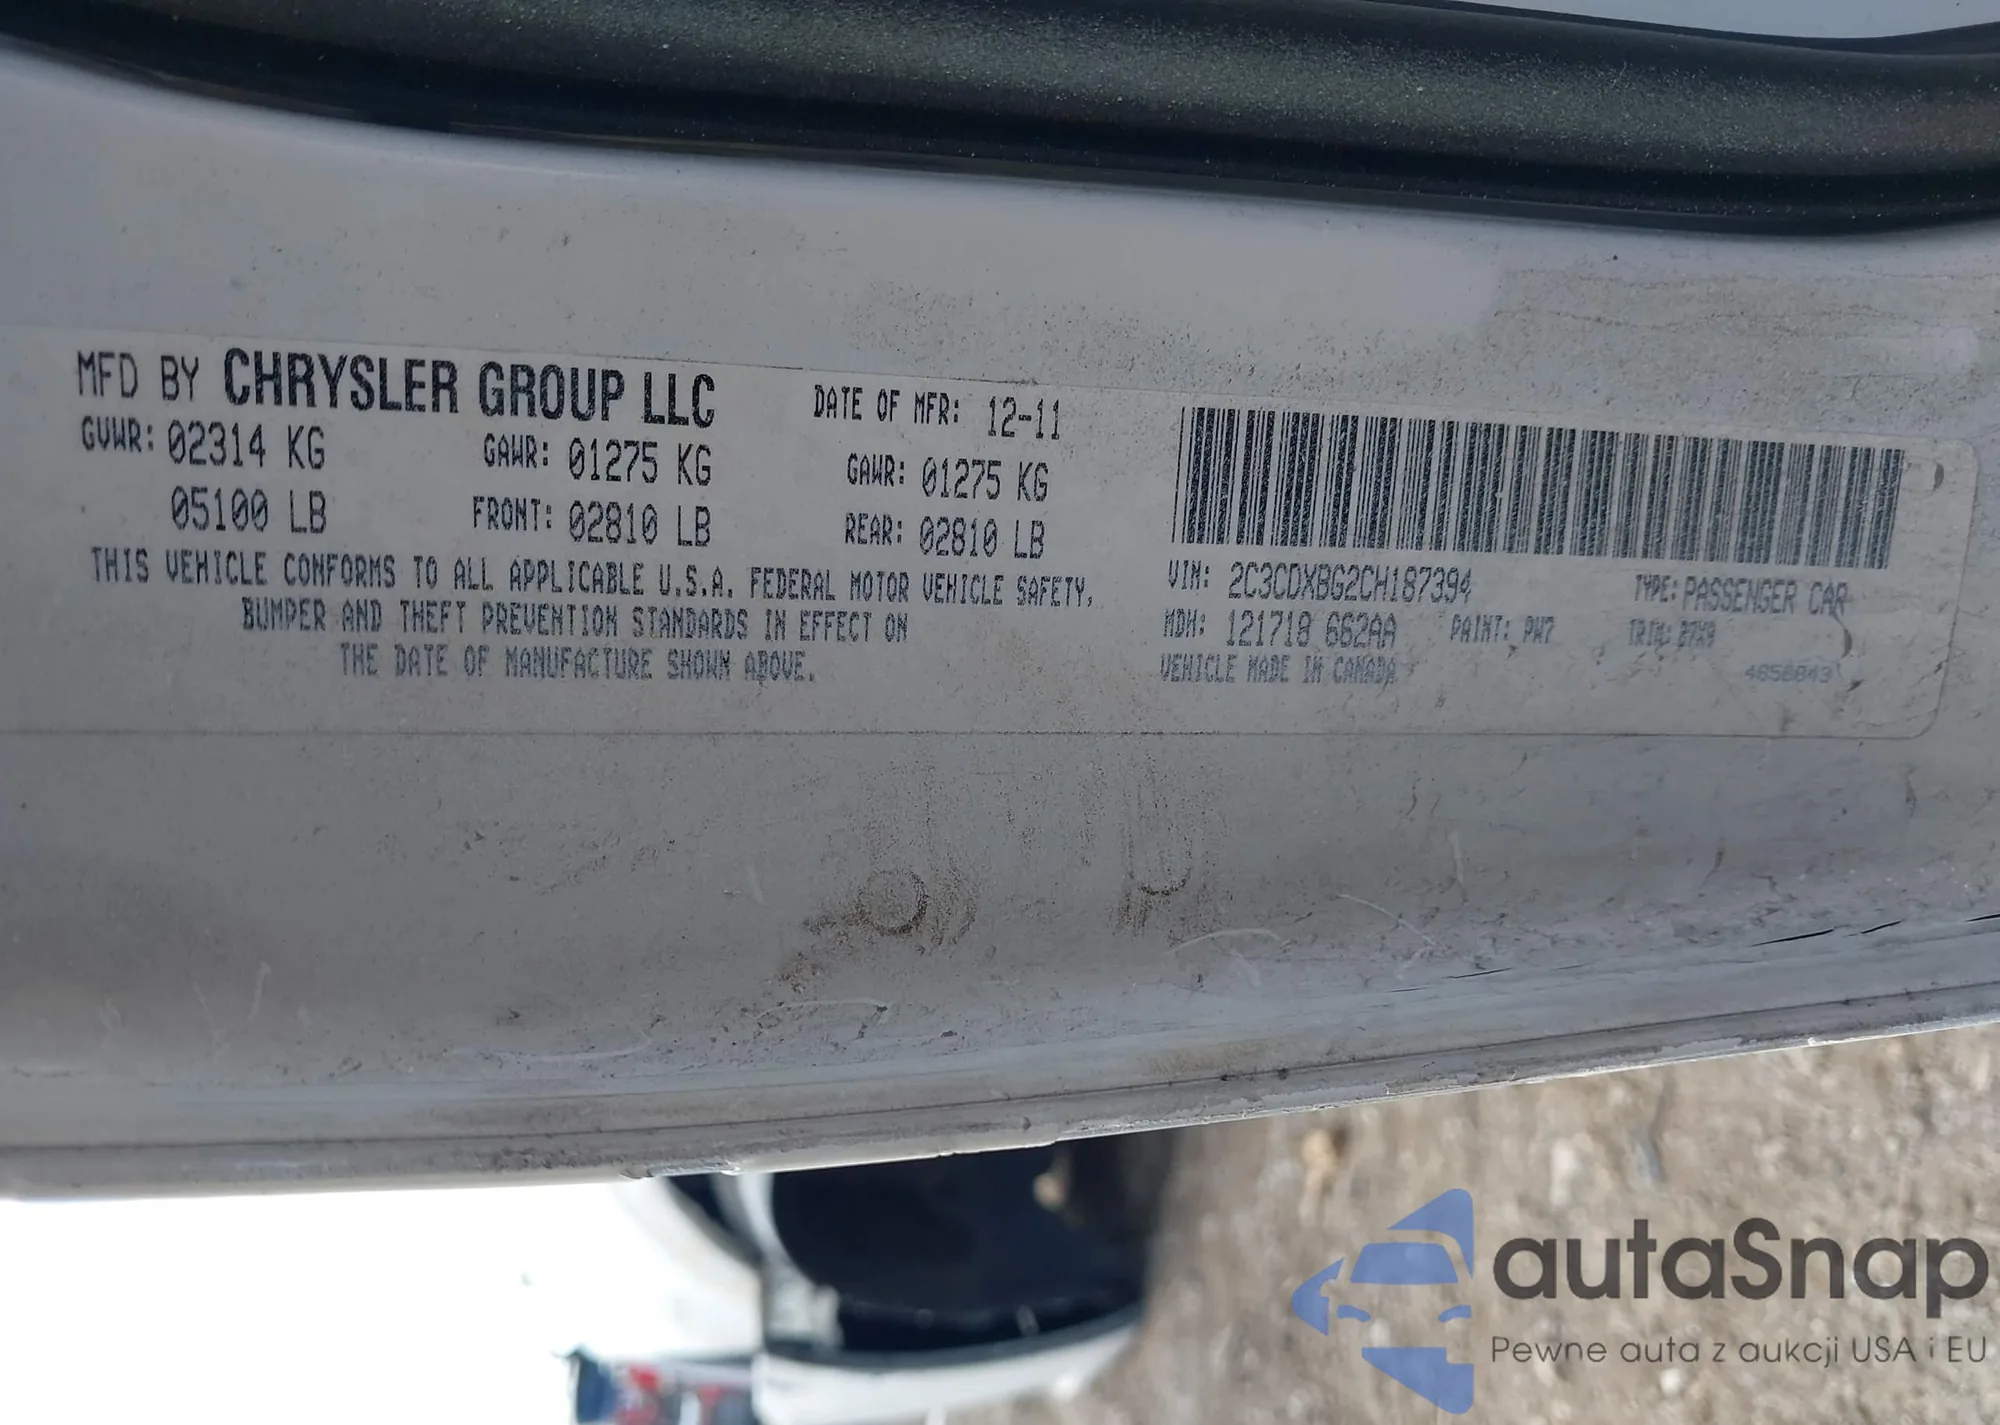 MFD BY CHRYSLER GROUP LLC DATE OF MFR: 12-11
GVWR: 02314 KG GAWR: 01275 KG GAWR: 01275 KG
05100 LB FRONT: 02810 LB REAR: 02810 LB
THIS VEHICLE CONFORMS TO ALL APPLICABLE U.S.A. FEDERAL MOTOR VEHICLE SAFETY,
BUMPER AND THEFT PREVENTION STANDARDS IN EFFECT ON
THE DATE OF MANUFACTURE SHOWN ABOVE.
VIN: 2C3CDXBG2CH187394 TYPE: PASSENGER CAR
MDH: 121718 662AA PAINT: PW7 TRIM:
VEHICLE MADE IN CANADA
autaSnap
Pewne auta z aukcji USA i EU